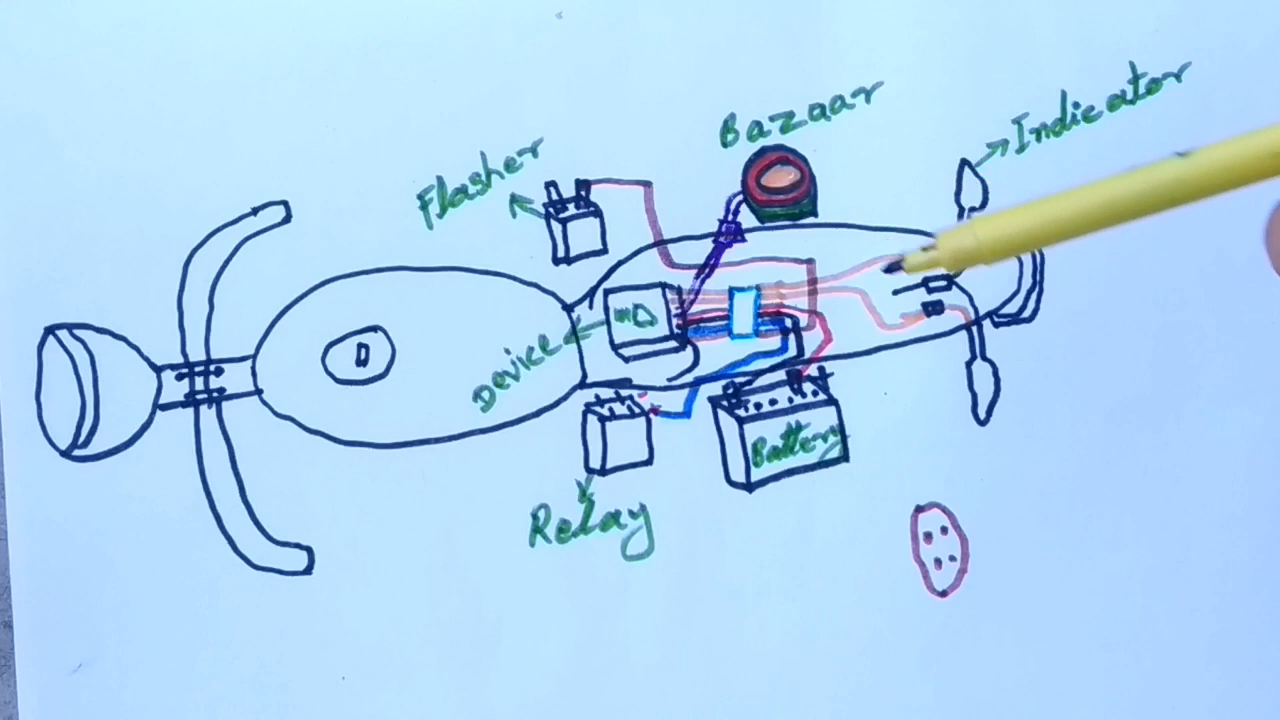 Bazaar
Indicator
Flasher
Device
Battery
Relay